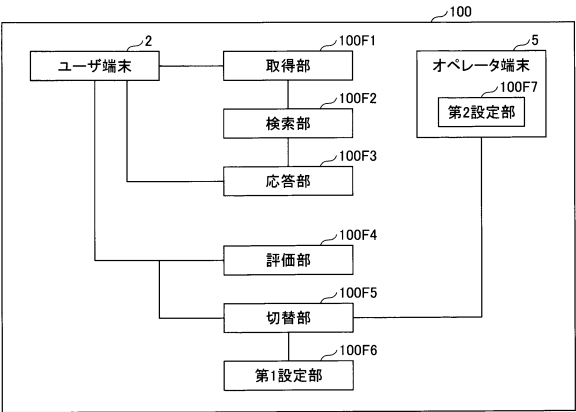 100
2
ユーザ端末
100F1
取得部
5
オペレータ端末
100F7
第2設定部
100F2
検索部
100F3
応答部
100F4
評価部
100F5
切替部
100F6
第1設定部